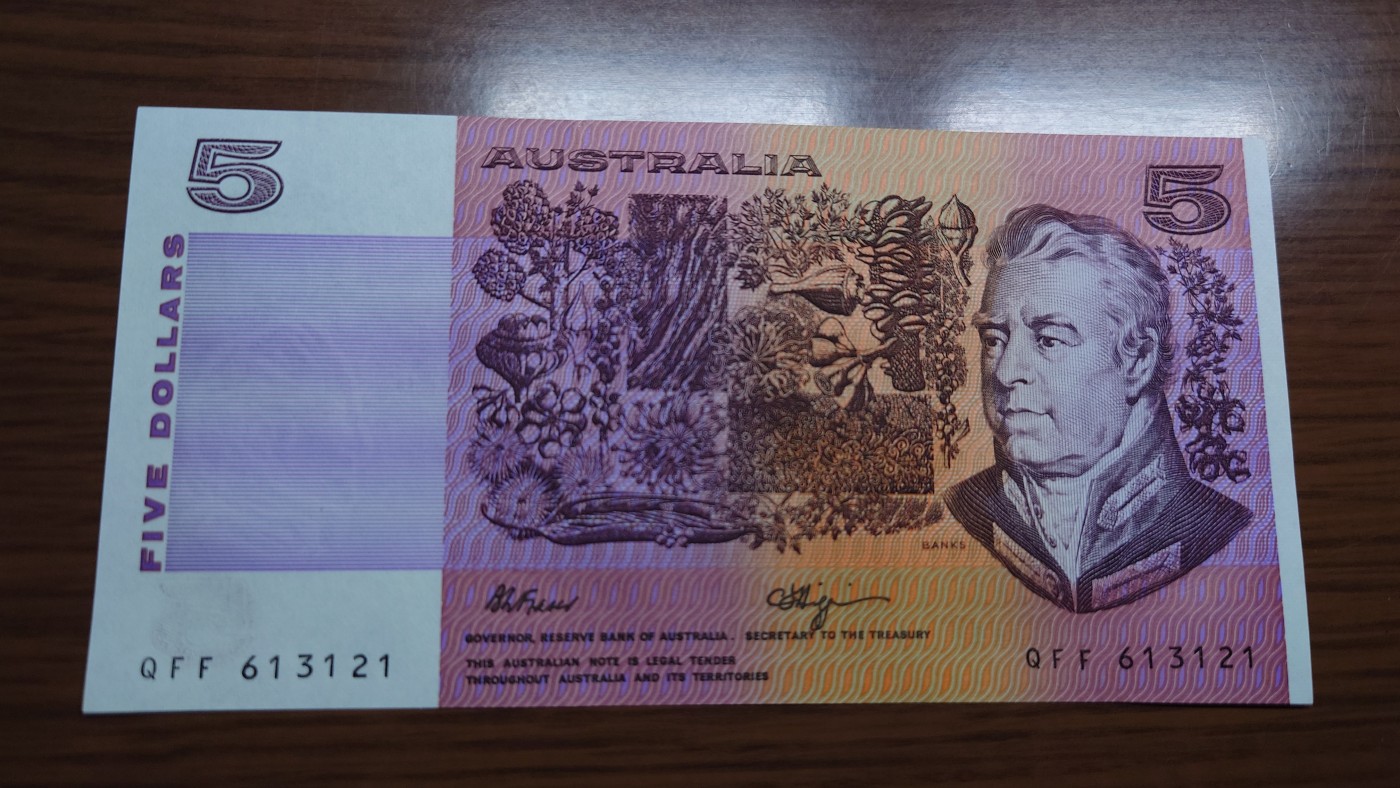 5
AUSTRALIA
5
FIVE DOLLARS
BANKS
GOVERNOR, RESERVE BANK OF AUSTRALIA. SECRETARY TO THE TREASURY
THIS AUSTRALIAN NOTE IS LEGAL TENDER
THROUGHOUT AUSTRALIA AND ITS TERRITORIES
QFF 613121
QFF 613121